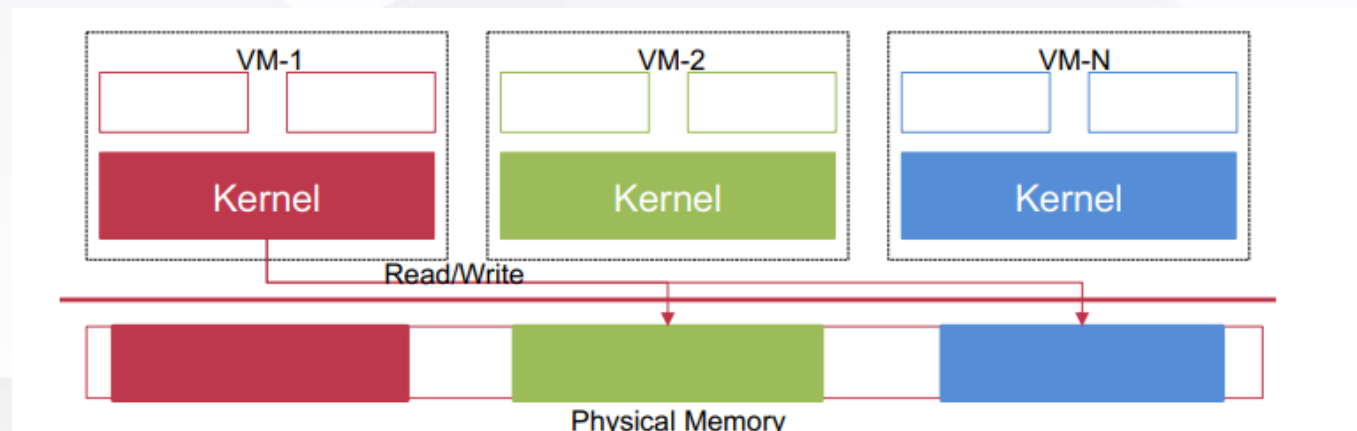 VM-1
VM-2
VM-N
Kernel
Kernel
Kernel
Read/Write
Physical Memory